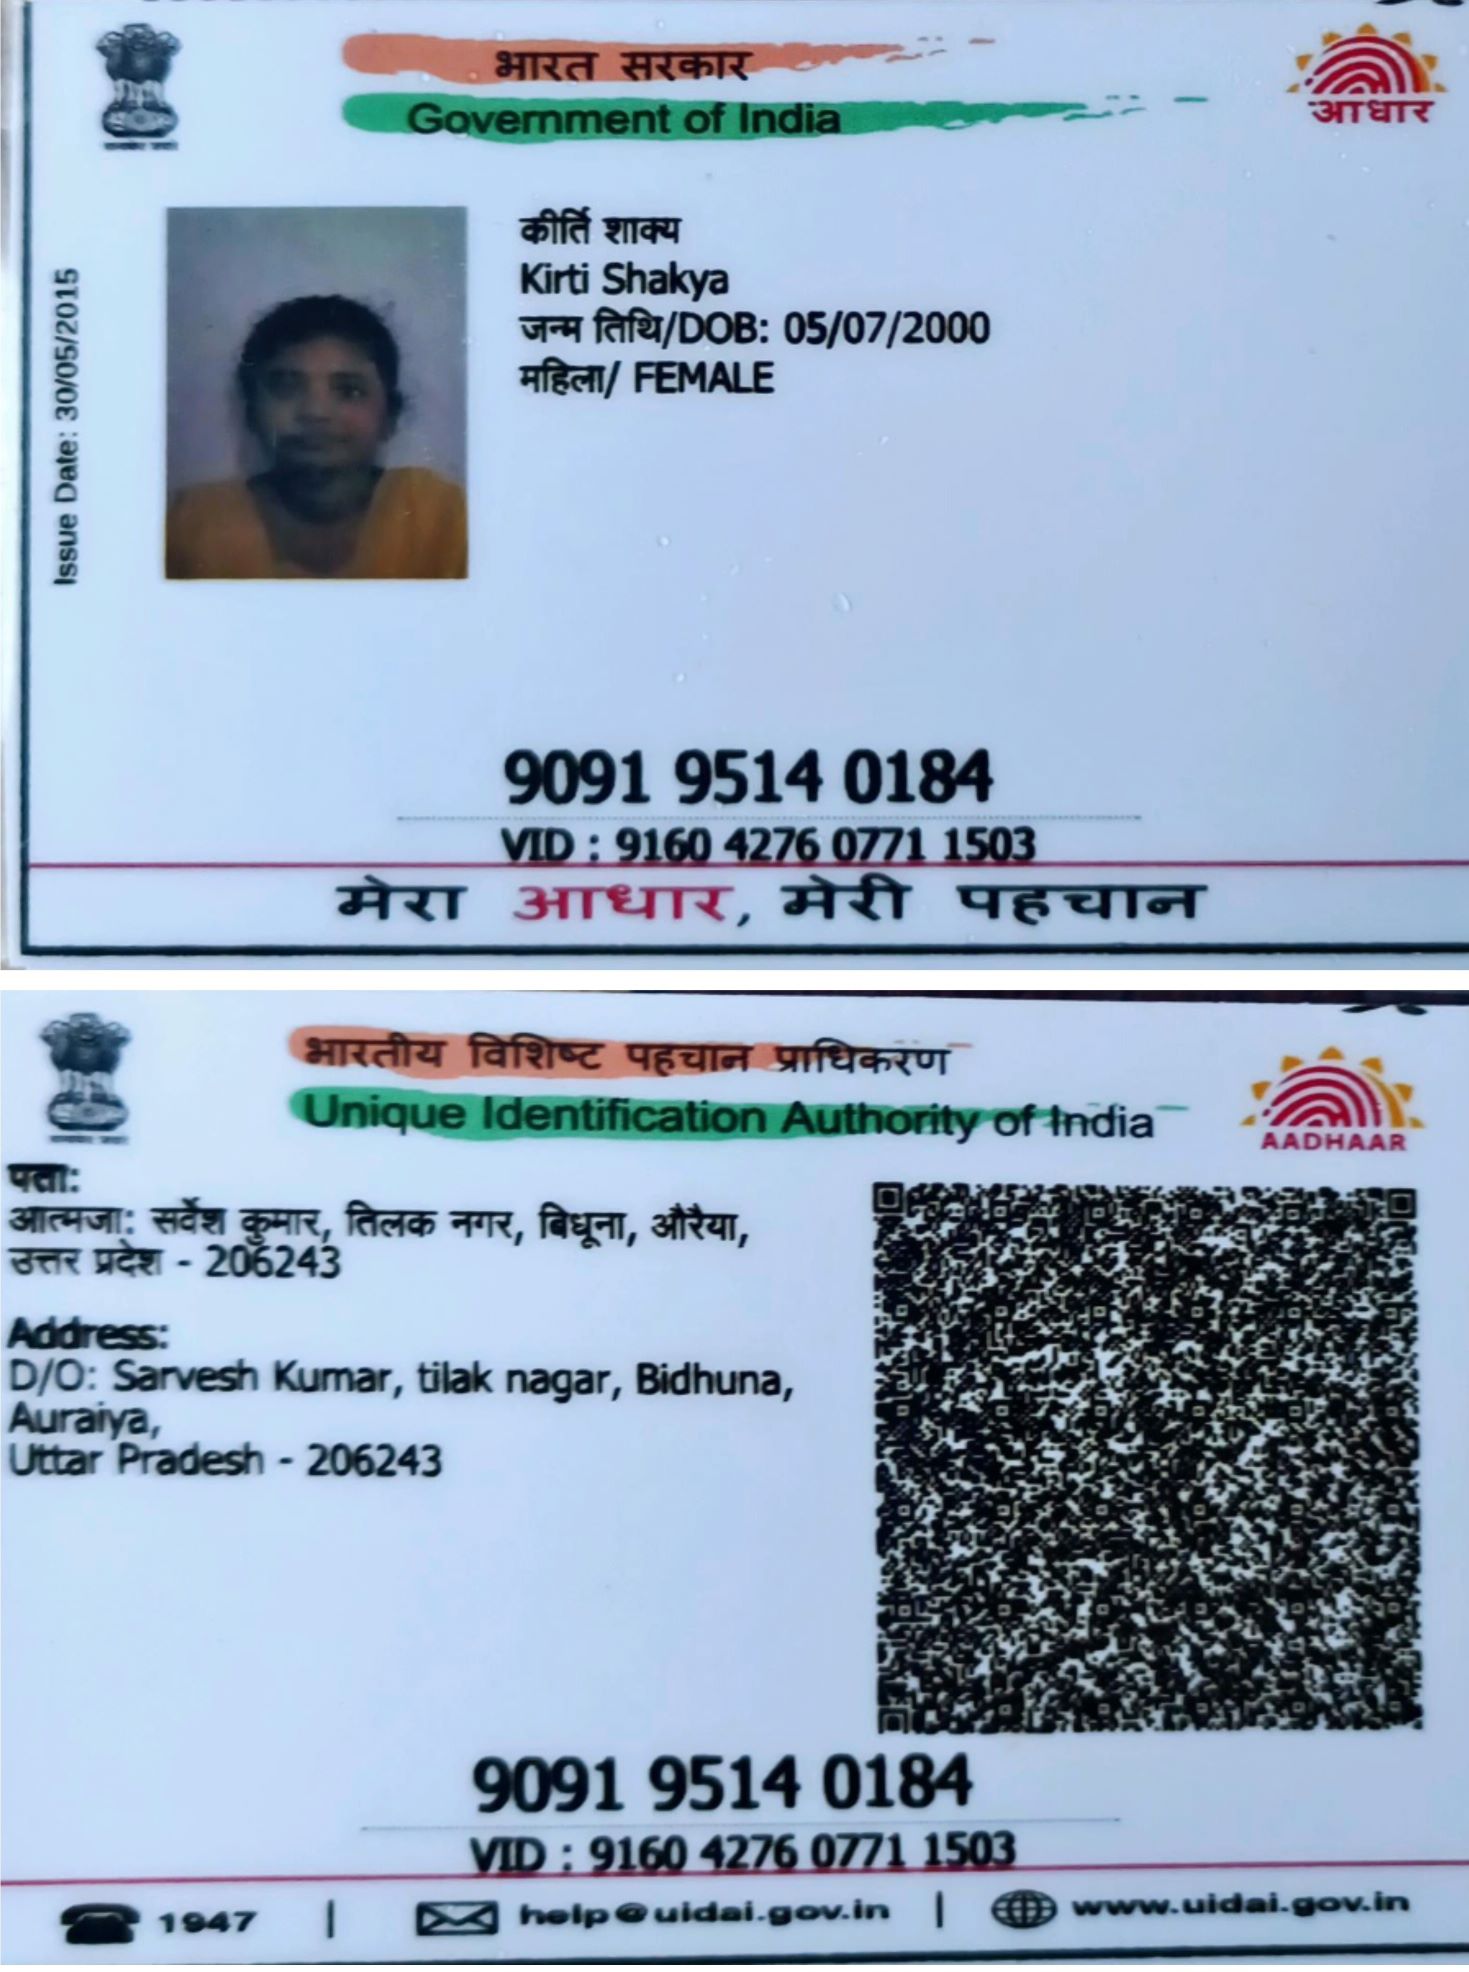 भारत सरकार
Government of India
आधार
Issue Date: 30/05/2015
कीर्ति शाक्य
Kirti Shakya
जन्म तिथि/DOB: 05/07/2000
महिला/ FEMALE
9091 9514 0184
VID : 9160 4276 0771 1503
मेरा आधार, मेरी पहचान
भारतीय विशिष्ट पहचान प्राधिकरण
Unique Identification Authority of India
AADHAAR
पता:
आत्मजा: सर्वेश कुमार, तिलक नगर, बिधूना, औरैया,
उत्तर प्रदेश - 206243
Address:
D/O: Sarvesh Kumar, tilak nagar, Bidhuna,
Auraiya,
Uttar Pradesh - 206243
9091 9514 0184
VID : 9160 4276 0771 1503
1947 | help@uidai.gov.in | www.uidai.gov.in